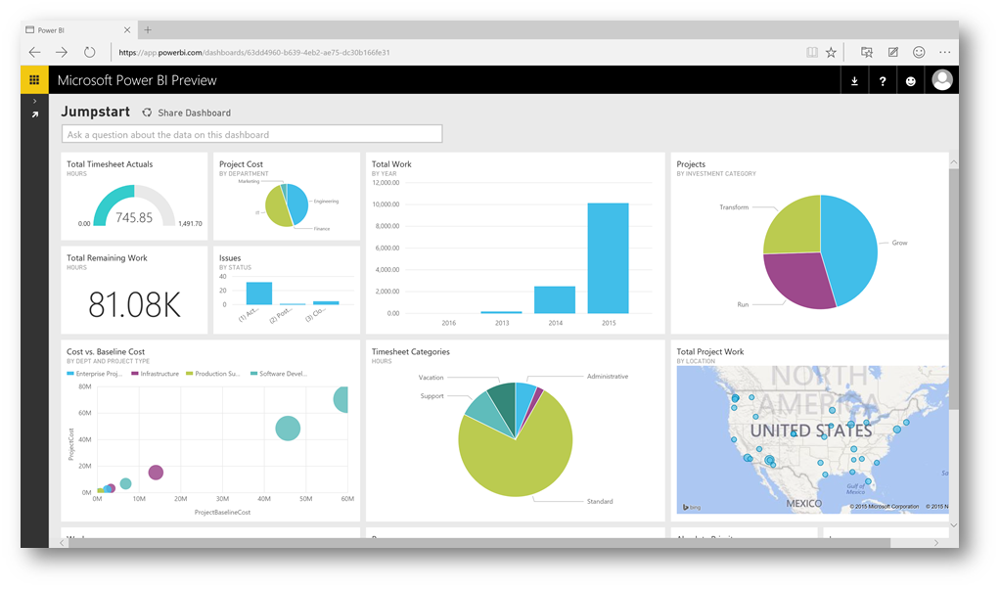 Power BI
https://app.powerbi.com/dashboards/63dd4960-b639-4eb2-ae75-dc30b166fe31
Microsoft Power BI Preview
?
Jumpstart Share Dashboard
Ask a question about the data on this dashboard
Total Timesheet Actuals
HOURS
745.85
0.00
1,491.70
Project Cost
BY DEPARTMENT
Marketing
Engineering
IT
Finance
Total Work
BY YEAR
12,000.00
10,000.00
8,000.00
6,000.00
4,000.00
2,000.00
0.00
2016 2013 2014 2015
Projects
BY INVESTMENT CATEGORY
Transform
Grow
Run
Total Remaining Work
HOURS
81.08K
Issues
BY STATUS
40
20
0
(1) Act...
(2) Post...
(3) Clo...
Cost vs. Baseline Cost
BY DEPT AND PROJECT TYPE
Enterprise Proj... Infrastructure Production Su... Software Devel...
80M
60M
40M
20M
0M
ProjectCost
0M 10M 20M 30M 40M 50M 60M
ProjectBaselineCost
Timesheet Categories
HOURS
Vacation
Administrative
Support
Standard
Total Project Work
BY LOCATION
NORTH
AMERICA
UNITED STATES
Gulf of
Mexico
MEXICO
bing
© 2015 Microsoft Corporation © 2015 N